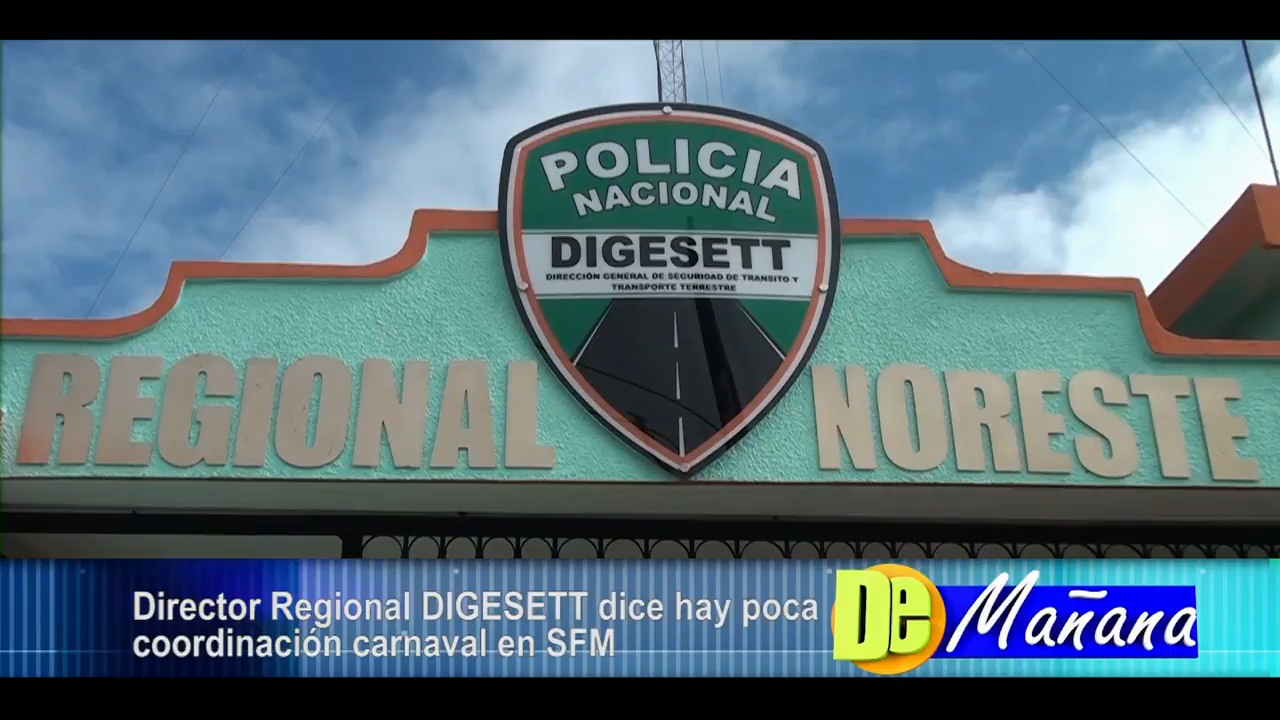 POLICIA
NACIONAL
DIGESETT
DIRECCIÓN GENERAL DE SEGURIDAD DE TRANSITO Y
TRANSPORTE TERRESTRE
REGIONAL NORESTE
Director Regional DIGESETT dice hay poca
coordinación carnaval en SFM
De Mañana